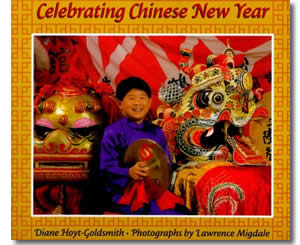 Celebrating Chinese New Year
Diane Hoyt-Goldsmith • Photographs by Lawrence Migdale